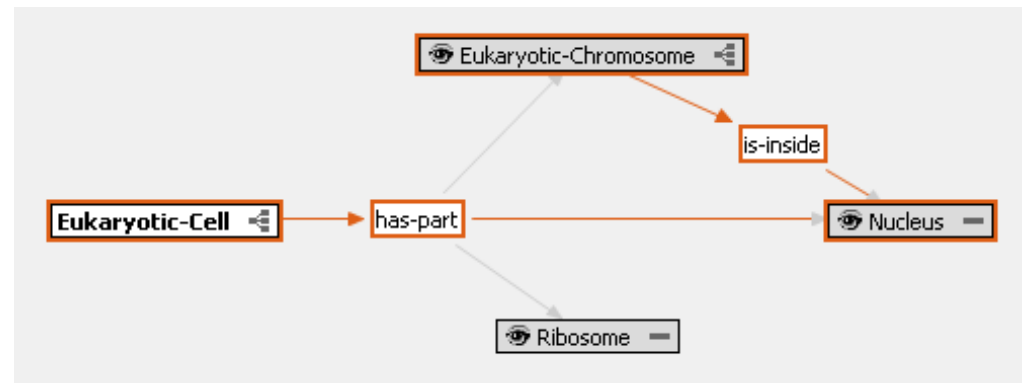 Eukaryotic-Chromosome
is-inside
Eukaryotic-Cell
has-part
Nucleus
Ribosome